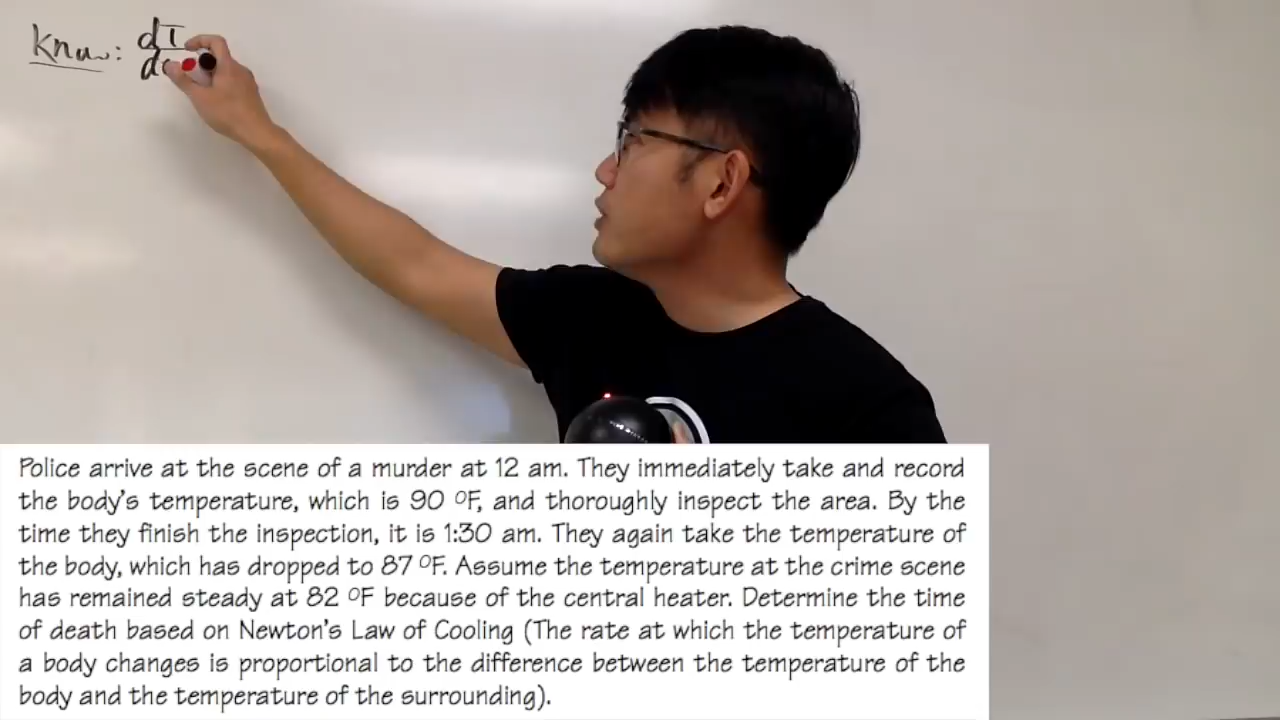 Know: dT
d
Police arrive at the scene of a murder at 12 am. They immediately take and record
the body's temperature, which is 90 ºF, and thoroughly inspect the area. By the
time they finish the inspection, it is 1:30 am. They again take the temperature of
the body, which has dropped to 87 ºF. Assume the temperature at the crime scene
has remained steady at 82 ºF because of the central heater. Determine the time
of death based on Newton's Law of Cooling (The rate at which the temperature of
a body changes is proportional to the difference between the temperature of the
body and the temperature of the surrounding).